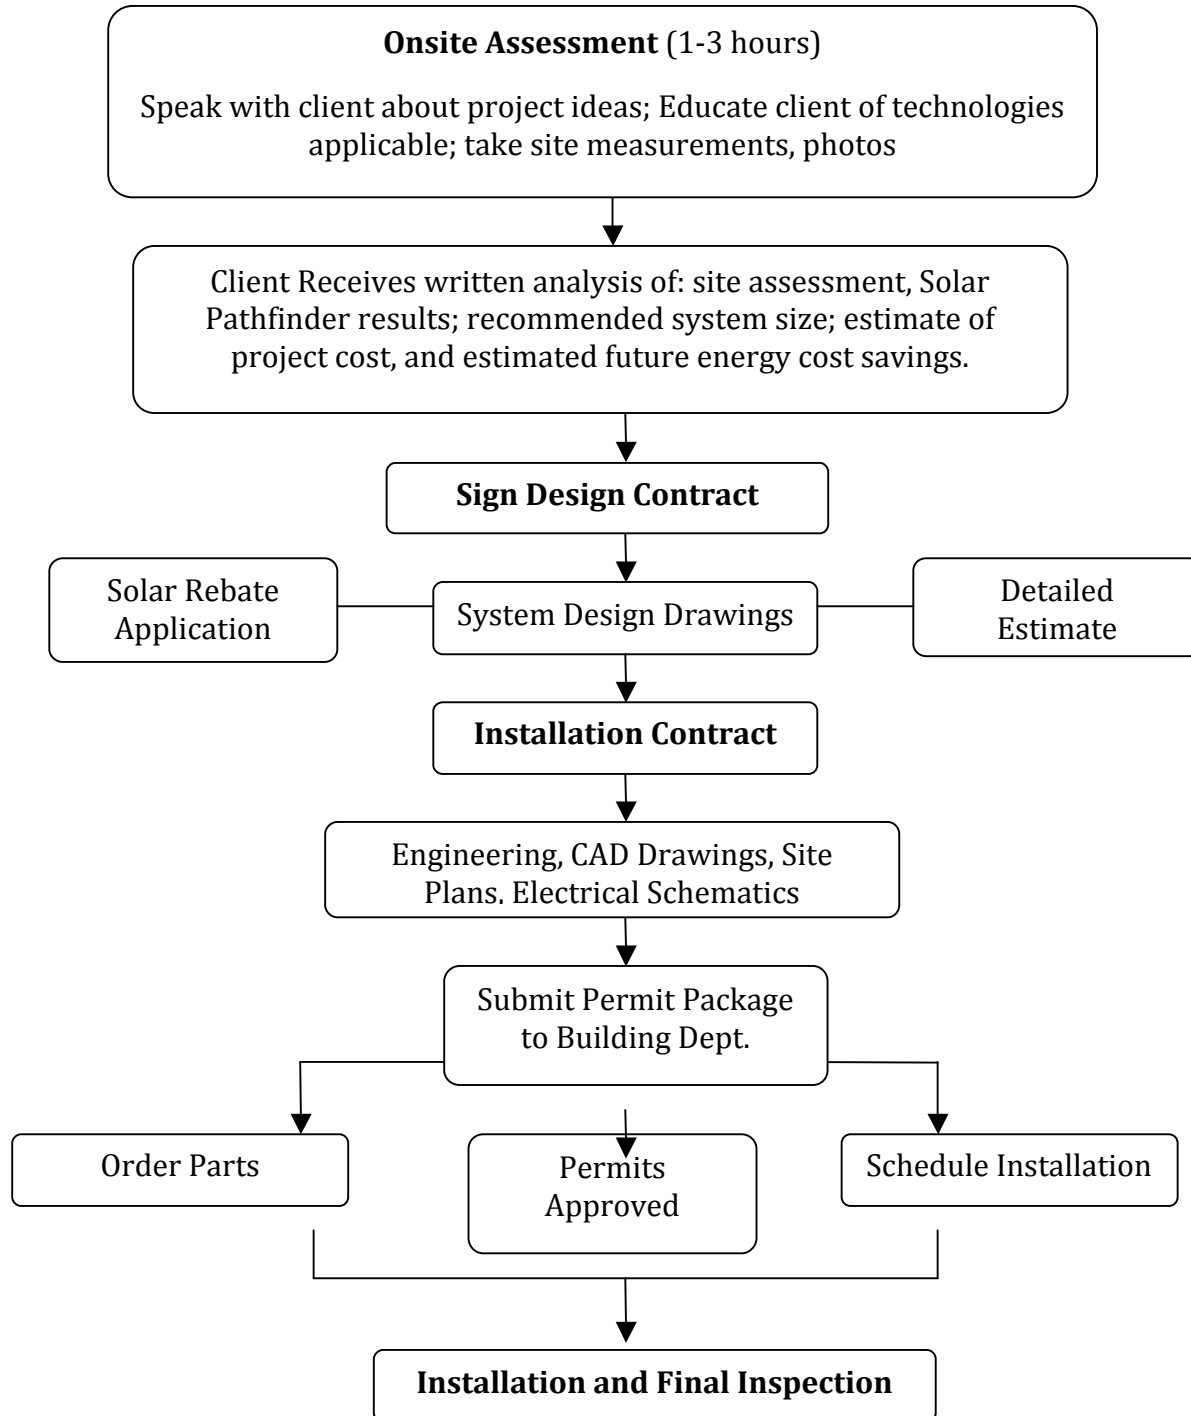 Onsite Assessment (1-3 hours)
Speak with client about project ideas; Educate client of technologies
applicable; take site measurements, photos
Client Receives written analysis of: site assessment, Solar
Pathfinder results; recommended system size; estimate of
project cost, and estimated future energy cost savings.
Sign Design Contract
Solar Rebate
Application
System Design Drawings
Detailed
Estimate
Installation Contract
Engineering, CAD Drawings, Site
Plans. Electrical Schematics
Submit Permit Package
to Building Dept.
Order Parts
Permits
Approved
Schedule Installation
Installation and Final Inspection